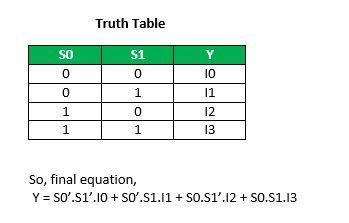 Truth Table
S0 S1 Y
0 0 I0
0 1 I1
1 0 I2
1 1 I3
So, final equation,
Y = S0'.S1'.I0 + S0'.S1.I1 + S0.S1'.I2 + S0.S1.I3